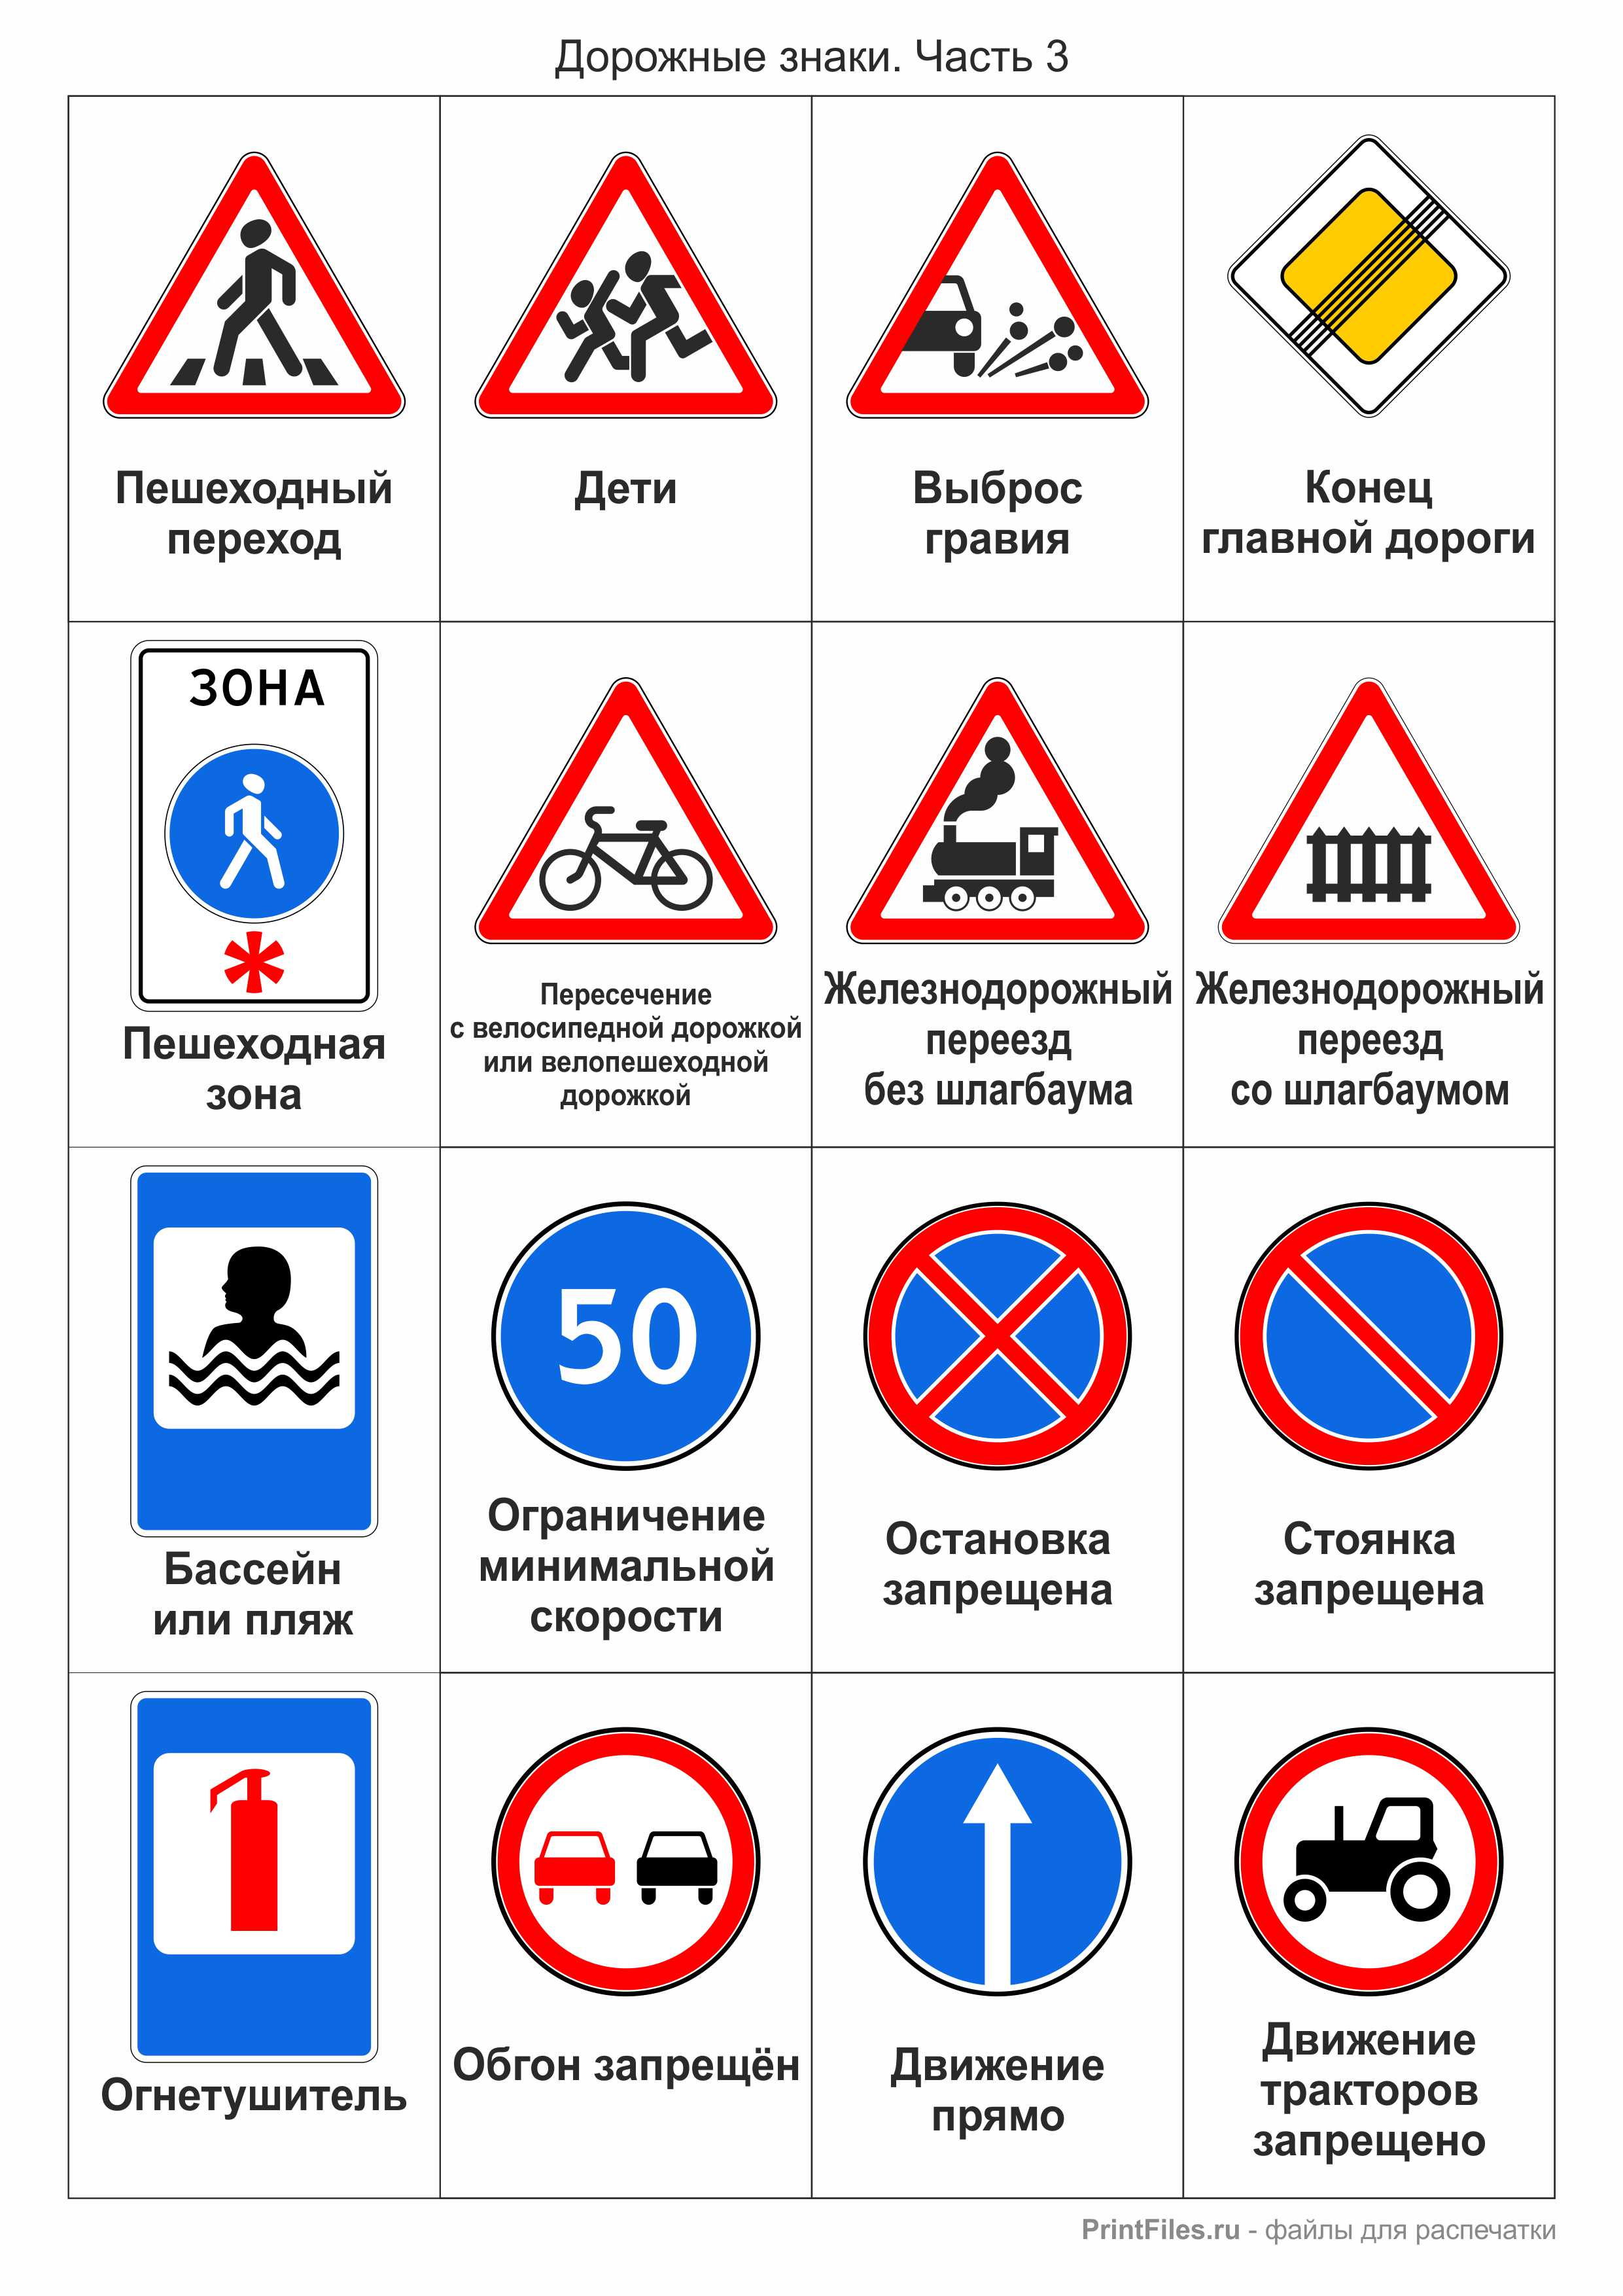 Дорожные знаки. Часть 3
Пешеходный
переход
Дети
Выброс
гравия
Конец
главной дороги
ЗОНА
Пешеходная
зона
Пересечение
с велосипедной дорожкой
или велопешеходной
дорожкой
Железнодорожный
переезд
без шлагбаума
Железнодорожный
переезд
со шлагбаумом
Бассейн
или пляж
50
Ограничение
минимальной
скорости
Остановка
запрещена
Стоянка
запрещена
Огнетушитель
Обгон запрещён
Движение
прямо
Движение
тракторов
запрещено
PrintFiles.ru - файлы для распечатки